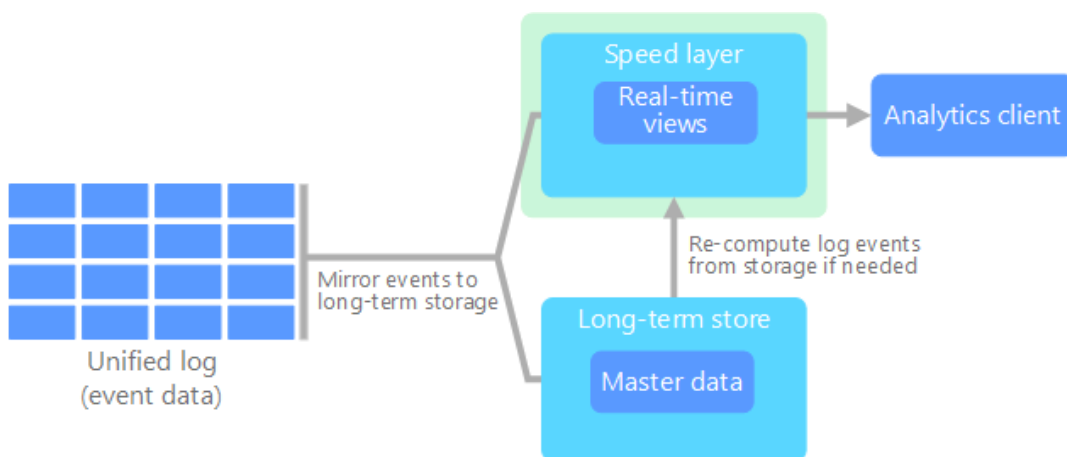 Speed layer
Real-time
views
Analytics client
Mirror events to
long-term storage
Re-compute log events
from storage if needed
Unified log
(event data)
Long-term store
Master data